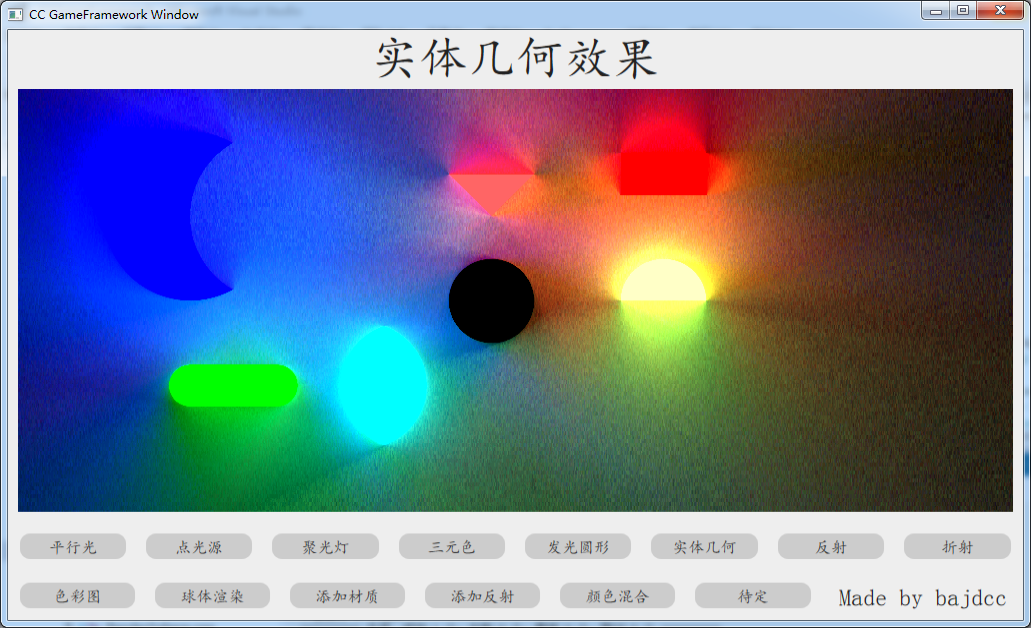 CC GameFramework Window
实体几何效果
平行光 点光源 聚光灯 三元色 发光圆形 实体几何 反射 折射
色彩图 球体渲染 添加材质 添加反射 颜色混合 待定 Made by bajdcc